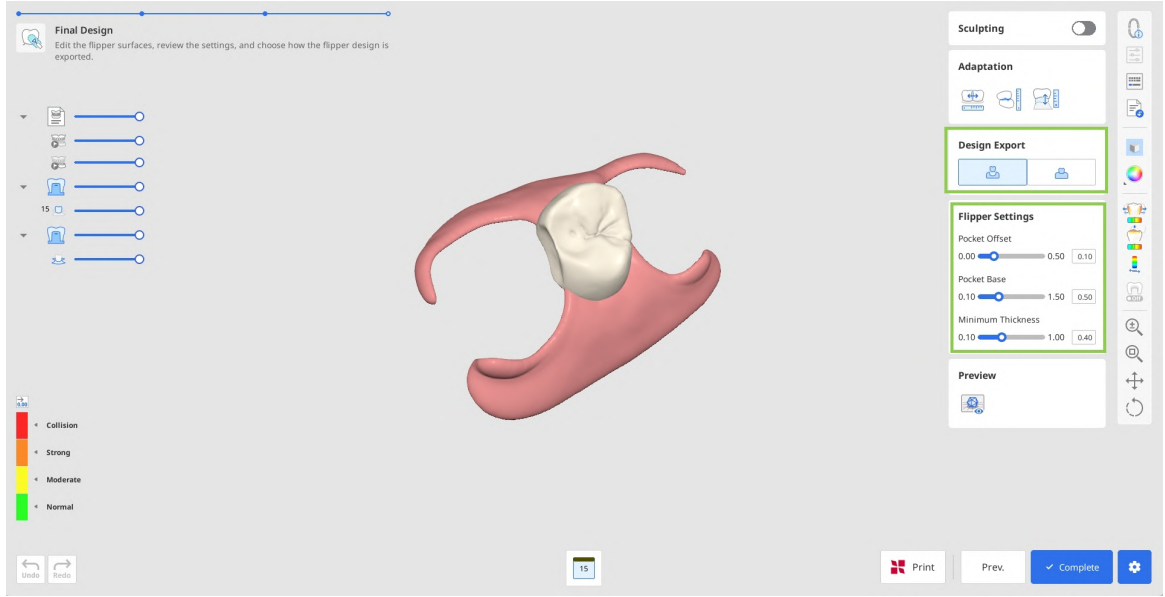 Final Design
Edit the flipper surfaces, review the settings, and choose how the flipper design is
exported.
15
0.00
Collision
Strong
Moderate
Normal
Undo
Redo
15
Sculpting
Adaptation
Design Export
Flipper Settings
Pocket Offset
0.00 0.50 0.10
Pocket Base
0.10 1.50 0.50
Minimum Thickness
0.10 1.00 0.40
Preview
Print
Prev.
Complete